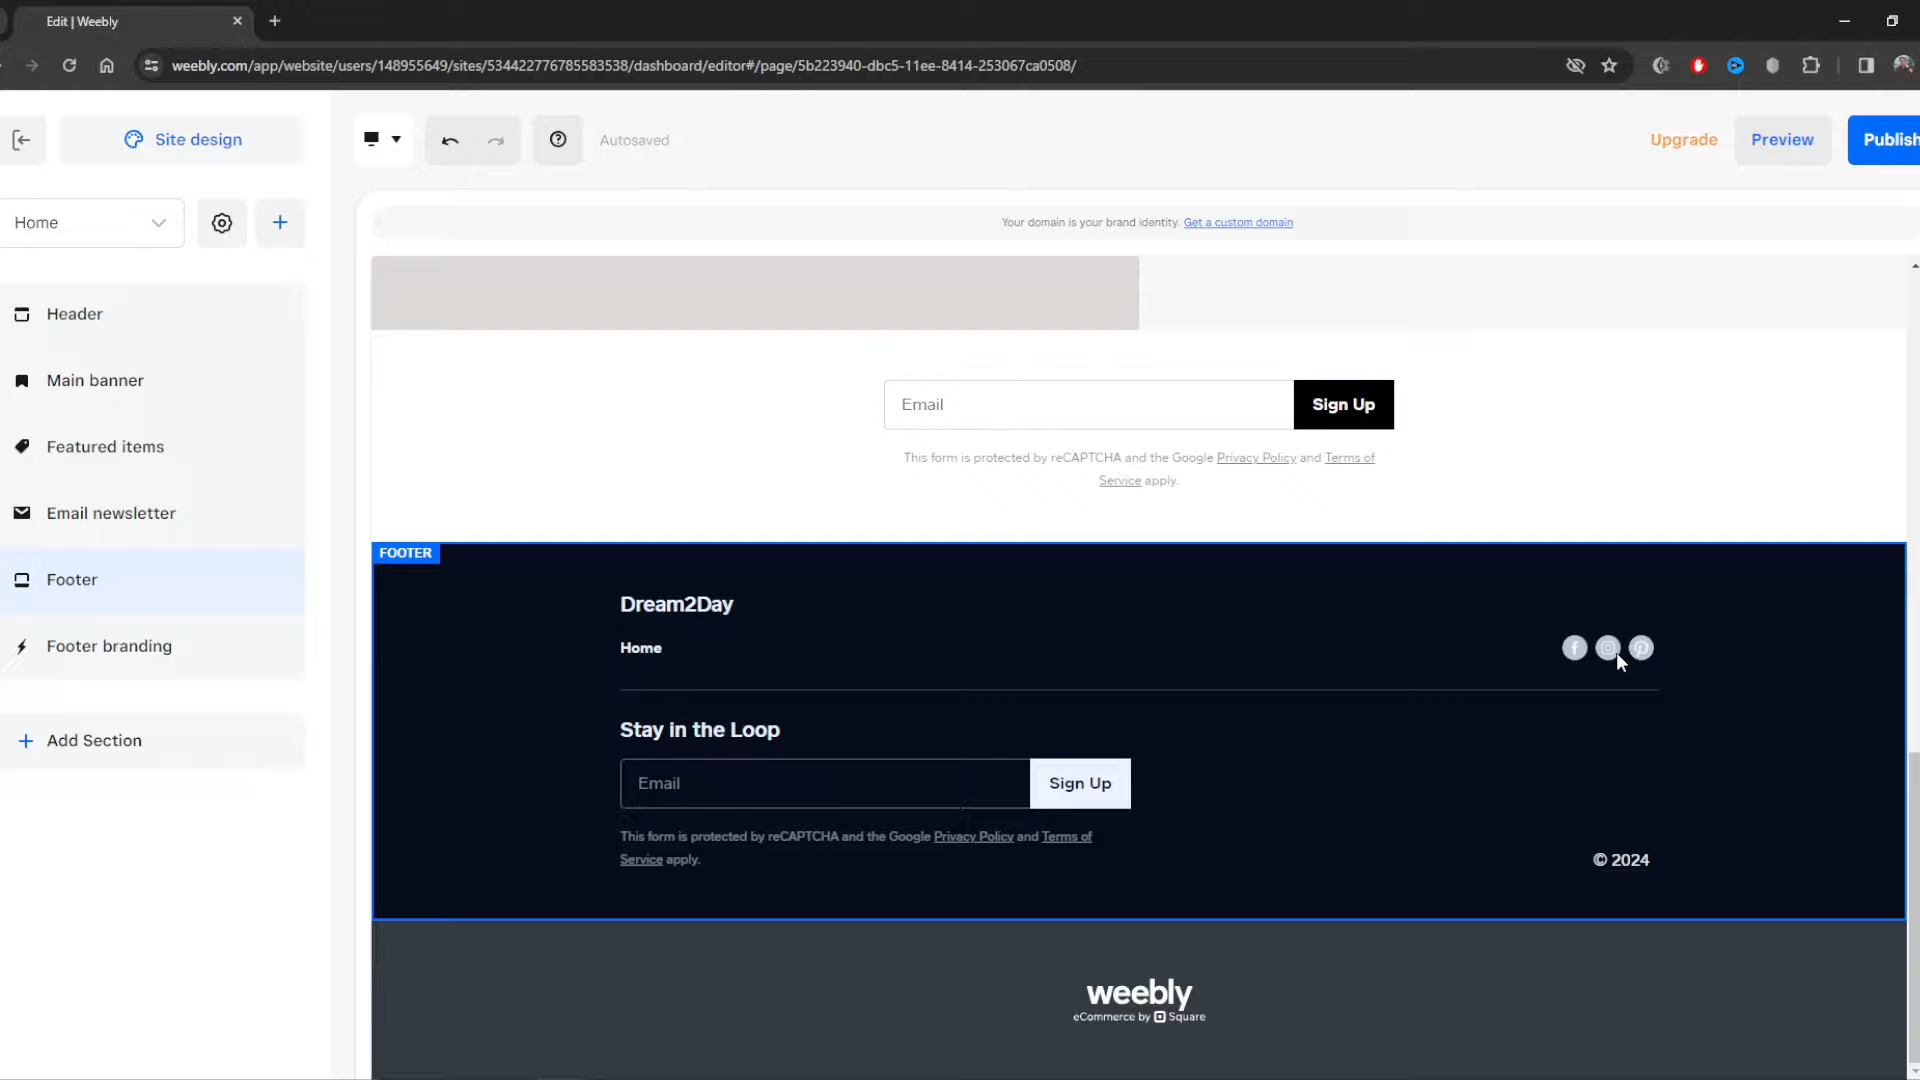 Edit | Weebly
weebly.com/app/website/users/148955649/sites/534422776785583538/dashboard/editor#/page/5b223940-dbc5-11ee-8414-253067ca0508/
Site design
Autosaved
Upgrade
Preview
Publish
Home
Your domain is your brand identity. Get a custom domain
Header
Main banner
Featured items
Email newsletter
Footer
Footer branding
Add Section
Email
Sign Up
This form is protected by reCAPTCHA and the Google Privacy Policy and Terms of
Service apply.
FOOTER
Dream2Day
Home
Stay in the Loop
Email
Sign Up
This form is protected by reCAPTCHA and the Google Privacy Policy and Terms of
Service apply.
© 2024
weebly
eCommerce by Square